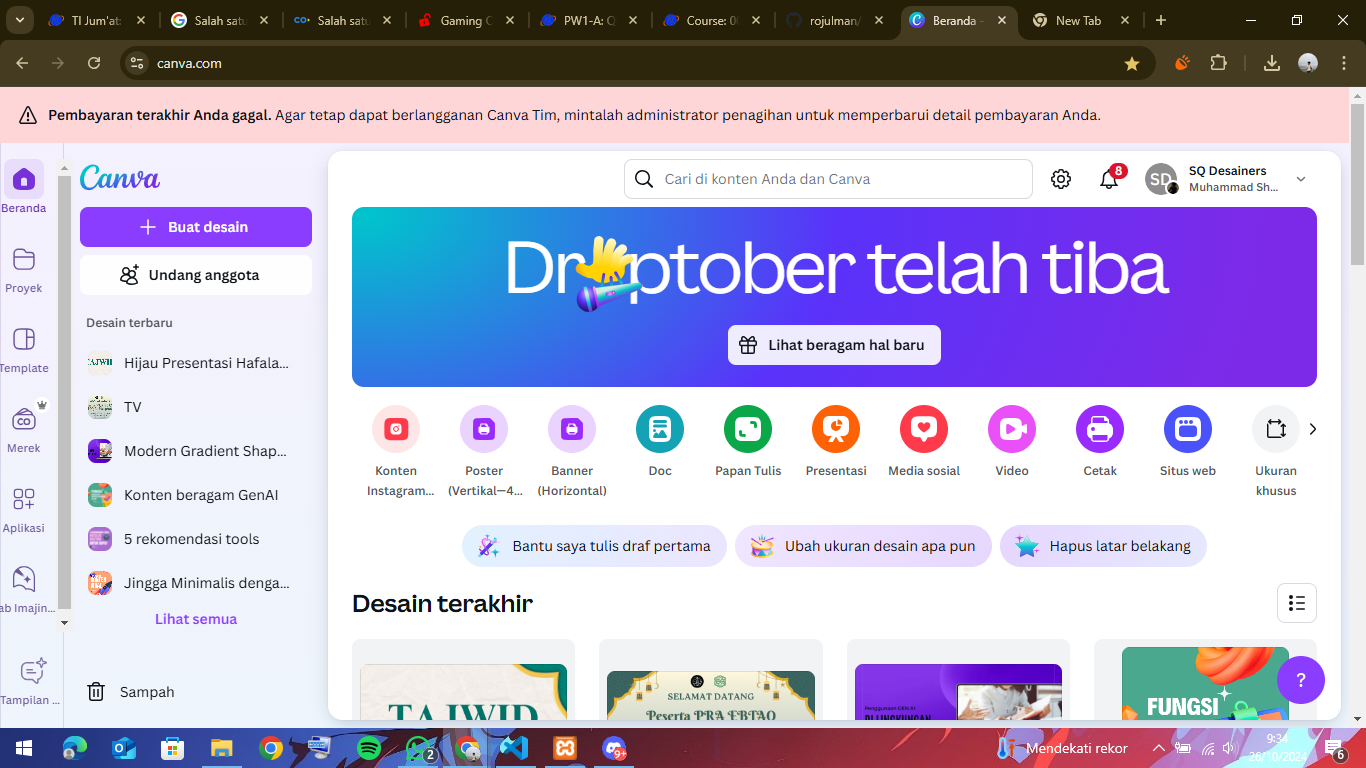 TI Jum'at:
Salah satu
Salah satu
Gaming C
PW1-A: Q
Course: 0
rojulman/
Beranda -
New Tab
canva.com
Pembayaran terakhir Anda gagal. Agar tetap dapat berlangganan Canva Tim, mintalah administrator penagihan untuk memperbarui detail pembayaran Anda.
Beranda
Proyek
Template
Merek
Aplikasi
ab Imajin...
Tampilan ...
Canva
Buat desain
Undang anggota
Desain terbaru
Hijau Presentasi Hafala...
TV
Modern Gradient Shap...
Konten beragam GenAI
5 rekomendasi tools
Jingga Minimalis denga...
Lihat semua
Sampah
Cari di konten Anda dan Canva
8
SD
SQ Desainers
Muhammad Sh...
Dr ptober telah tiba
Lihat beragam hal baru
Konten
Instagram...
Poster
(Vertikal—4...
Banner
(Horizontal)
Doc
Papan Tulis
Presentasi
Media sosial
Video
Cetak
Situs web
Ukuran
khusus
Bantu saya tulis draf pertama
Ubah ukuran desain apa pun
Hapus latar belakang
Desain terakhir
TAJWID
SELAMAT DATANG
Peserta PRA EBTAQ
Penggunaan GEN AI
DI LINGKUNGAN
FUNGSI
?
2
9+
Mendekati rekor
9:34
26/10/2024
6